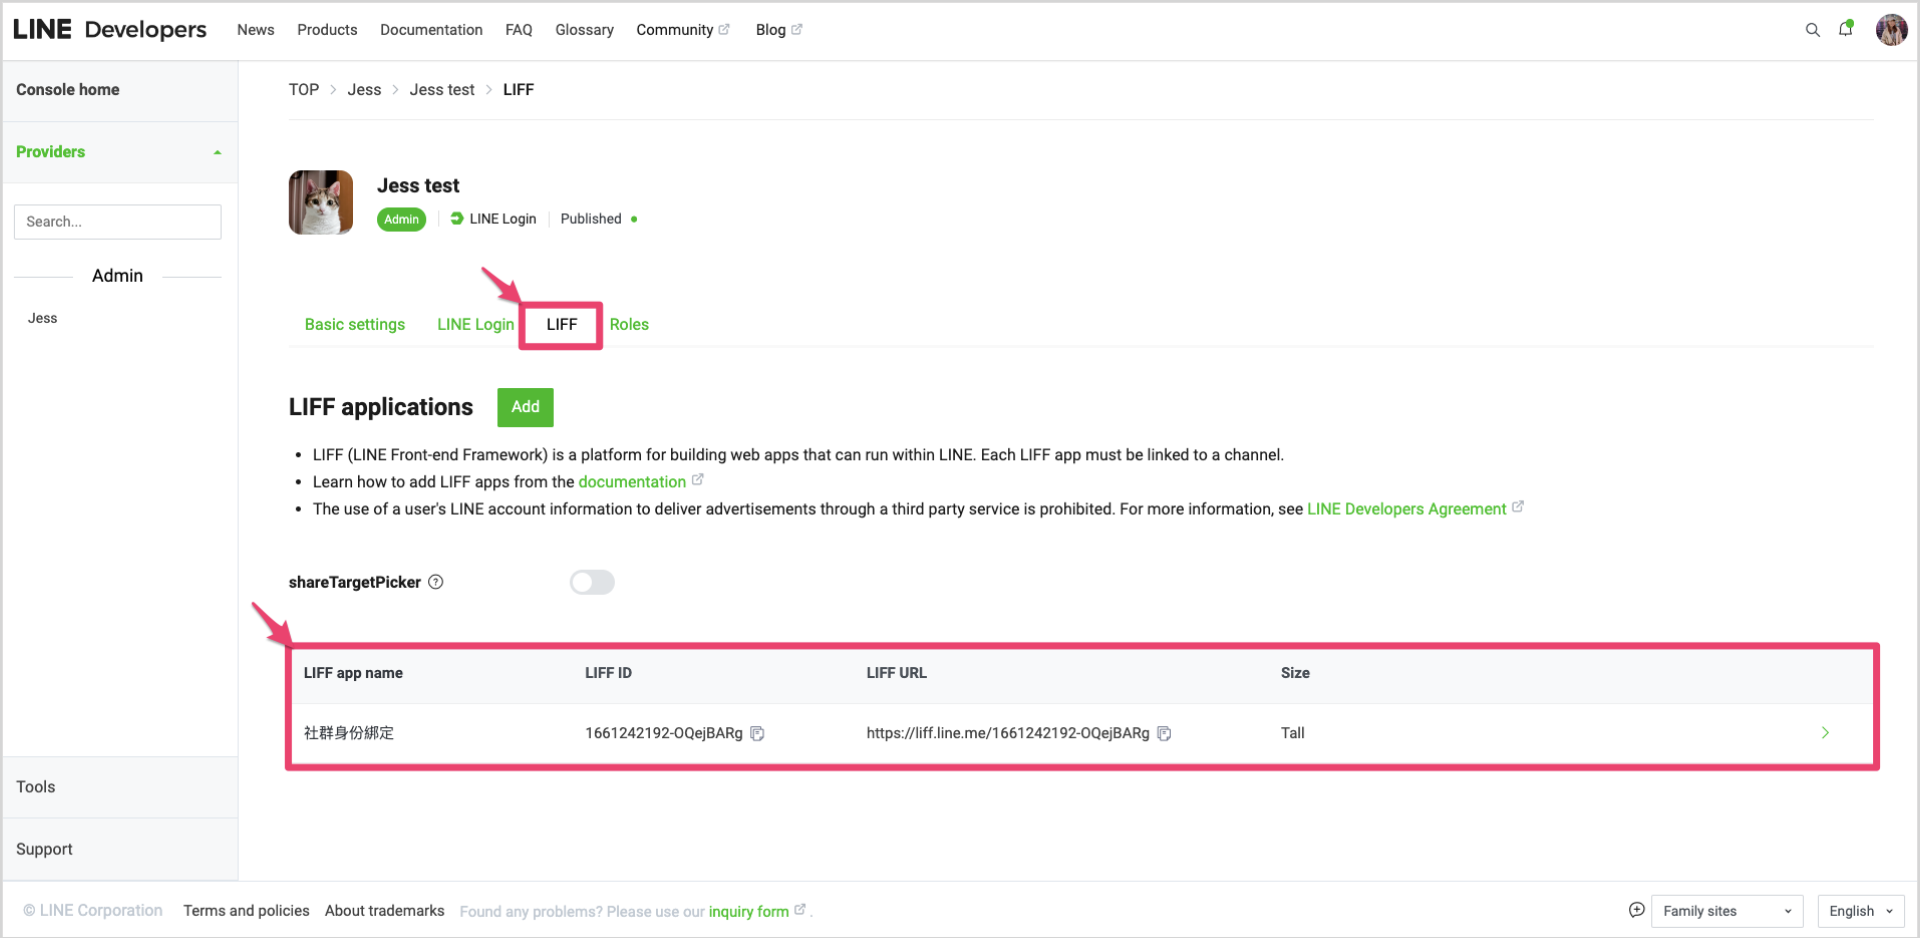 LINE Developers News Products Documentation FAQ Glossary Community Blog
Console home
Providers
Search...
Admin
Jess
Tools
Support
TOP > Jess > Jess test > LIFF
Jess test
Admin LINE Login Published
Basic settings LINE Login LIFF Roles
LIFF applications Add
• LIFF (LINE Front-end Framework) is a platform for building web apps that can run within LINE. Each LIFF app must be linked to a channel.
• Learn how to add LIFF apps from the documentation
• The use of a user's LINE account information to deliver advertisements through a third party service is prohibited. For more information, see LINE Developers Agreement
shareTargetPicker ?
LIFF app name LIFF ID LIFF URL Size
社群身份綁定 1661242192-OQejBARg https://liff.line.me/1661242192-OQejBARg Tall
© LINE Corporation Terms and policies About trademarks Found any problems? Please use our inquiry form . Family sites English